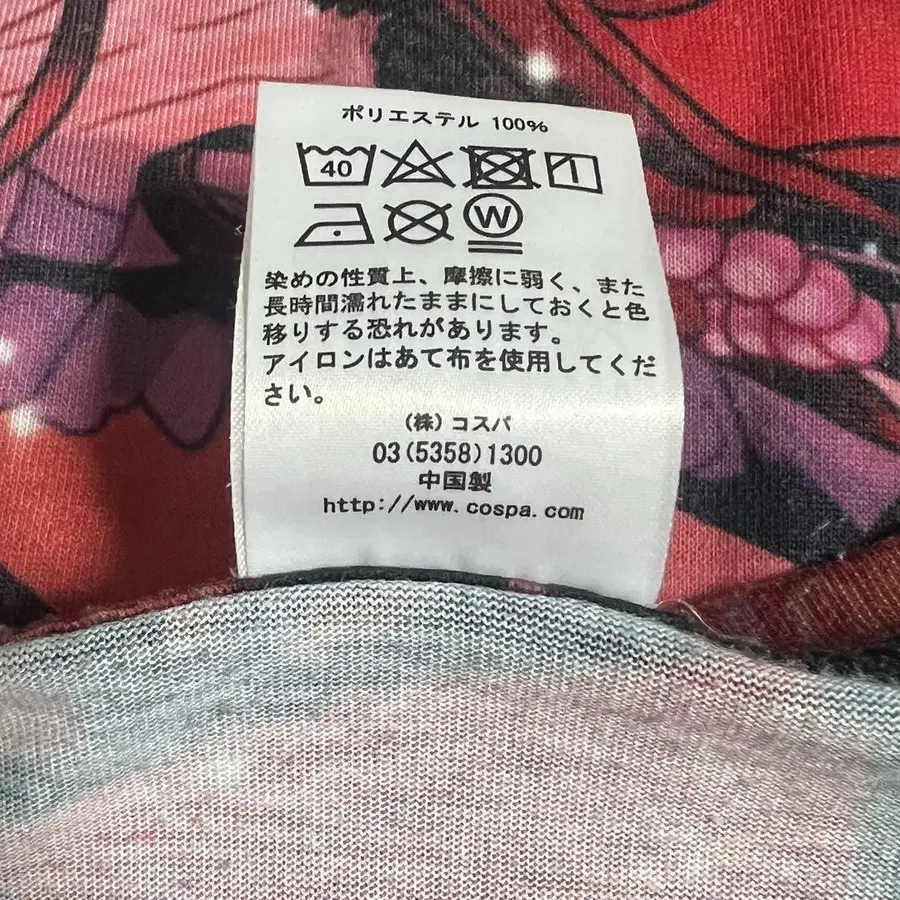 ポリエステル 100%
40
W
染めの性質上、摩擦に弱く、また
長時間濡れたままにしておくと色
移りする恐れがあります。
アイロンはあて布を使用してくだ
さい。
(株) コスパ
03(5358)1300
中国製
http://www.cospa.com